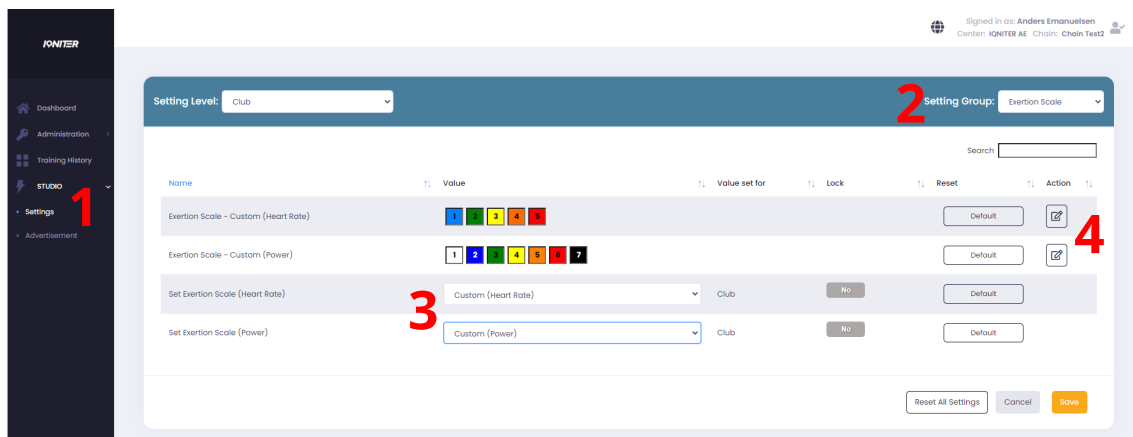 IQNITER
Signed in as: Anders Emanuelsen
Center: IQNITER AE Chain: Chain Test2
Dashboard
Administration
Training History
STUDIO
1
Settings
Advertisement
Setting Level: Club
2
Setting Group: Exertion Scale
Search
Name Value Value set for Lock Reset Action
Exertion Scale - Custom (Heart Rate) 1 2 3 4 5 Default
4
Exertion Scale - Custom (Power) 1 2 3 4 5 6 7 Default
3
Set Exertion Scale (Heart Rate) Custom (Heart Rate) Club No Default
Set Exertion Scale (Power) Custom (Power) Club No Default
Reset All Settings Cancel Save